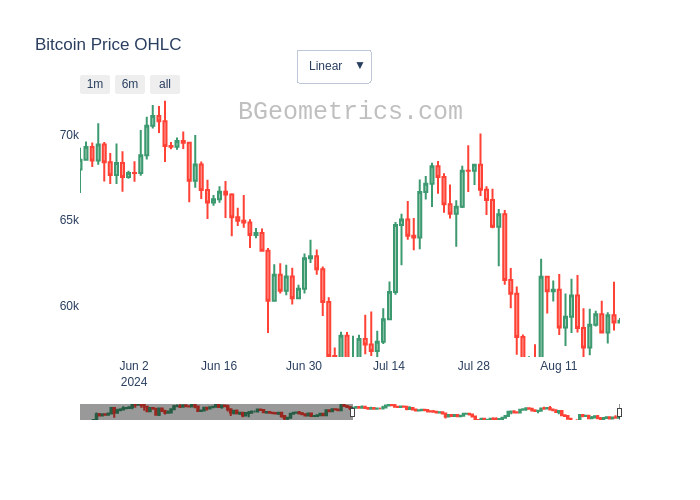 Bitcoin Price OHLC
Linear ▼
1m 6m all
BGeometrics.com
70k
65k
60k
Jun 2 Jun 16 Jun 30 Jul 14 Jul 28 Aug 11
2024